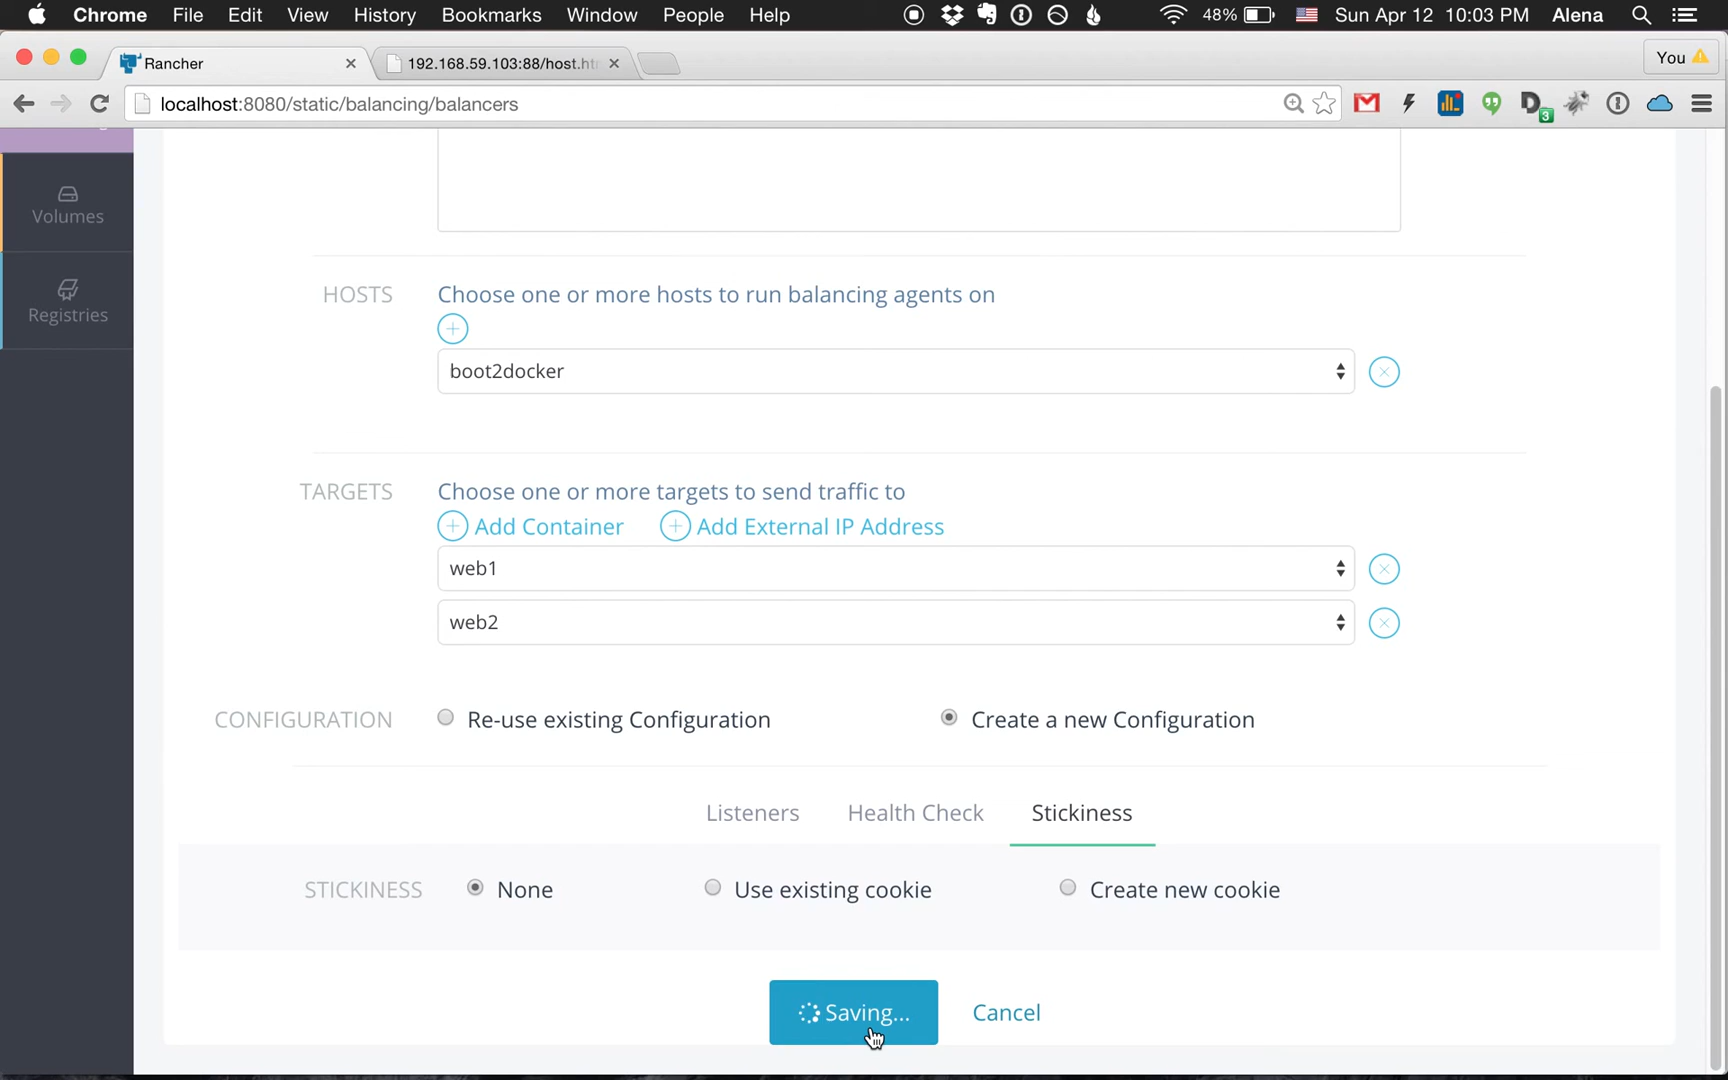 Chrome File Edit View History Bookmarks Window People Help 48% Sun Apr 12 10:03 PM Alena
Rancher 192.168.59.103:88/host.ht You
localhost:8080/static/balancing/balancers 3
Volumes
Registries
HOSTS Choose one or more hosts to run balancing agents on
boot2docker
TARGETS Choose one or more targets to send traffic to
Add Container Add External IP Address
web1
web2
CONFIGURATION Re-use existing Configuration Create a new Configuration
Listeners Health Check Stickiness
STICKINESS None Use existing cookie Create new cookie
Saving... Cancel